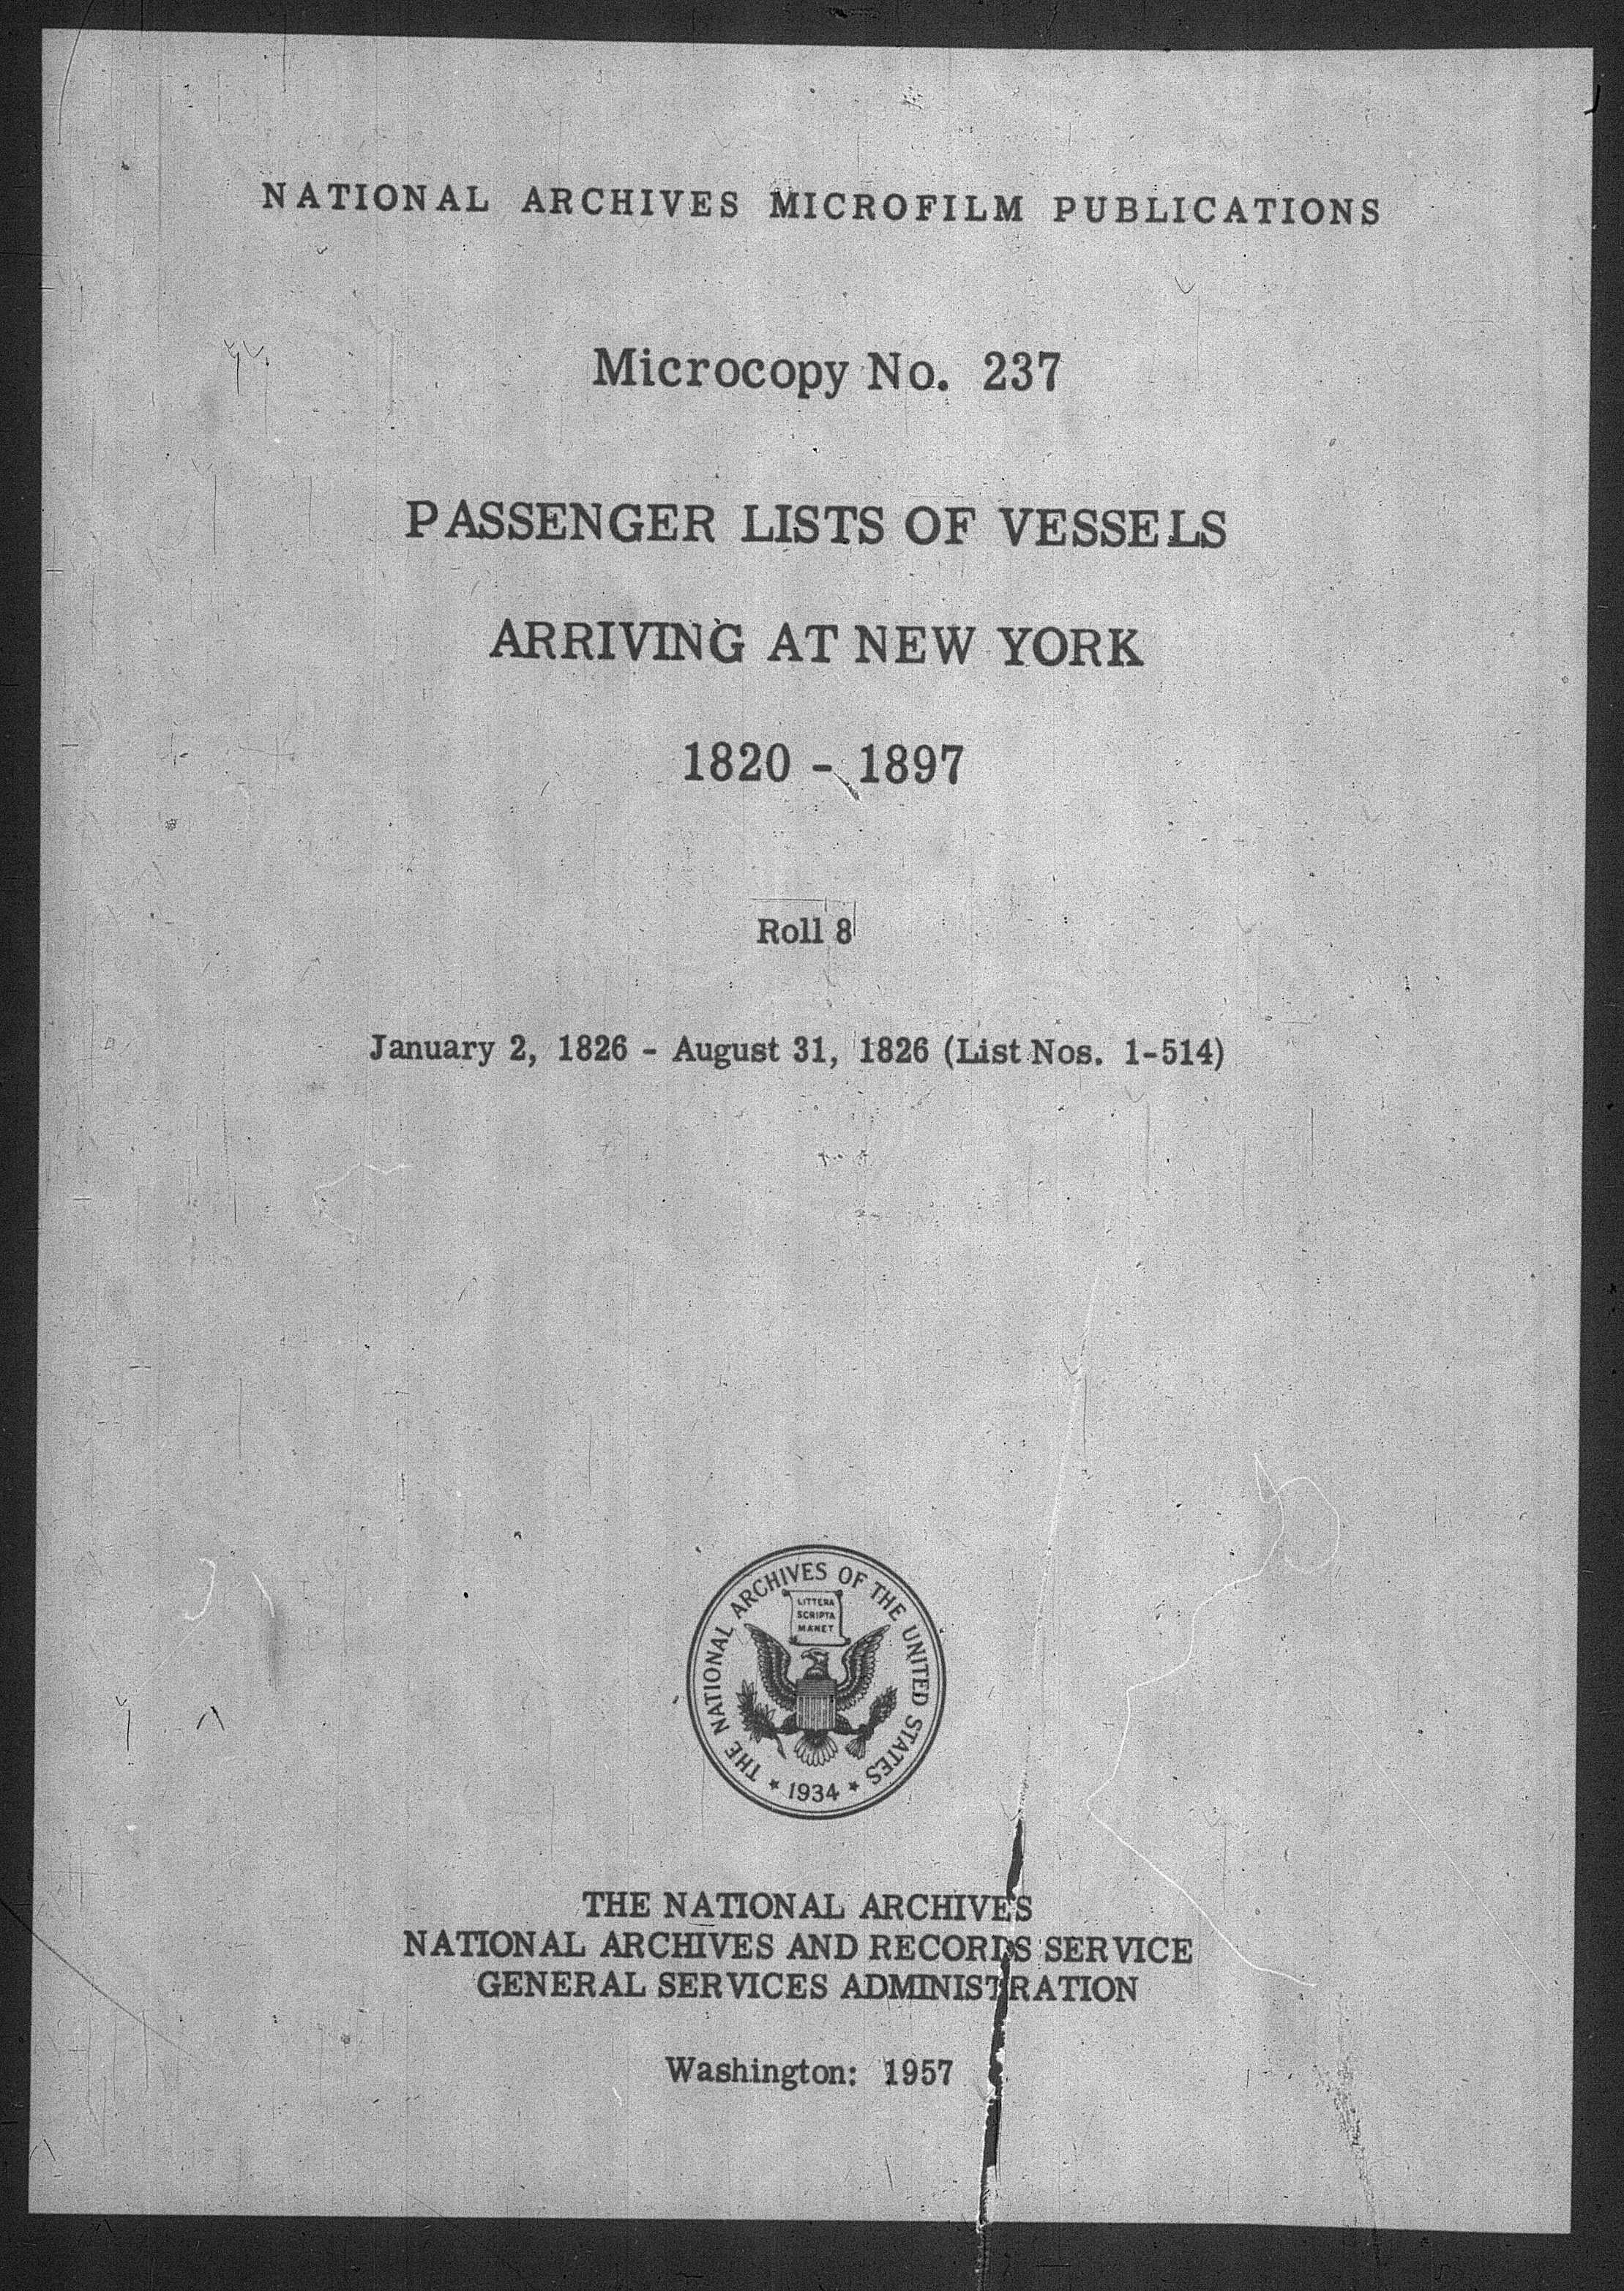 NATIONAL ARCHIVES MICROFILM PUBLICATIONS
Microcopy No. 237
PASSENGER LISTS OF VESSELS
ARRIVING AT NEW YORK
1820 - 1897
Roll 8
January 2, 1826 - August 31, 1826 (List Nos. 1-514)
THE NATIONAL ARCHIVES OF THE UNITED STATES
LITTERA
SCRIPTA
MANET
★ 1934 ★
THE NATIONAL ARCHIVES
NATIONAL ARCHIVES AND RECORDS SERVICE
GENERAL SERVICES ADMINISTRATION
Washington: 1957